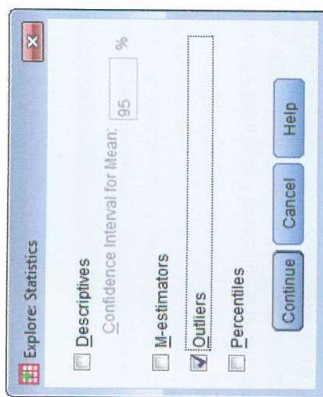 Explore: Statistics
Descriptives
Confidence Interval for Mean: 95 %
M-estimators
Outliers
Percentiles
Continue Cancel Help